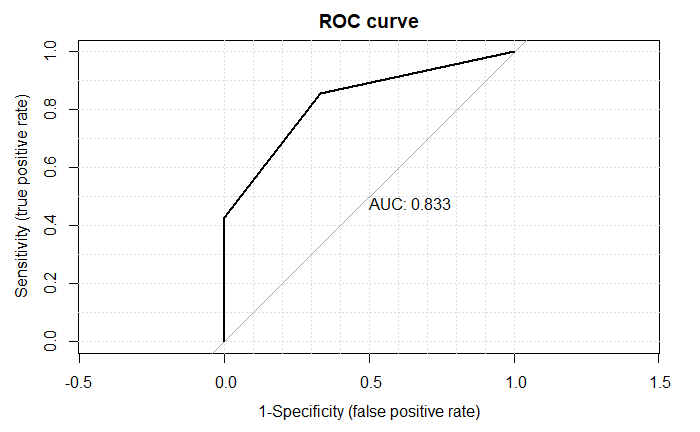 ROC curve
1.0
0.8
0.6
0.4
0.2
0.0
Sensitivity (true positive rate)
AUC: 0.833
-0.5
0.0
0.5
1.0
1.5
1-Specificity (false positive rate)